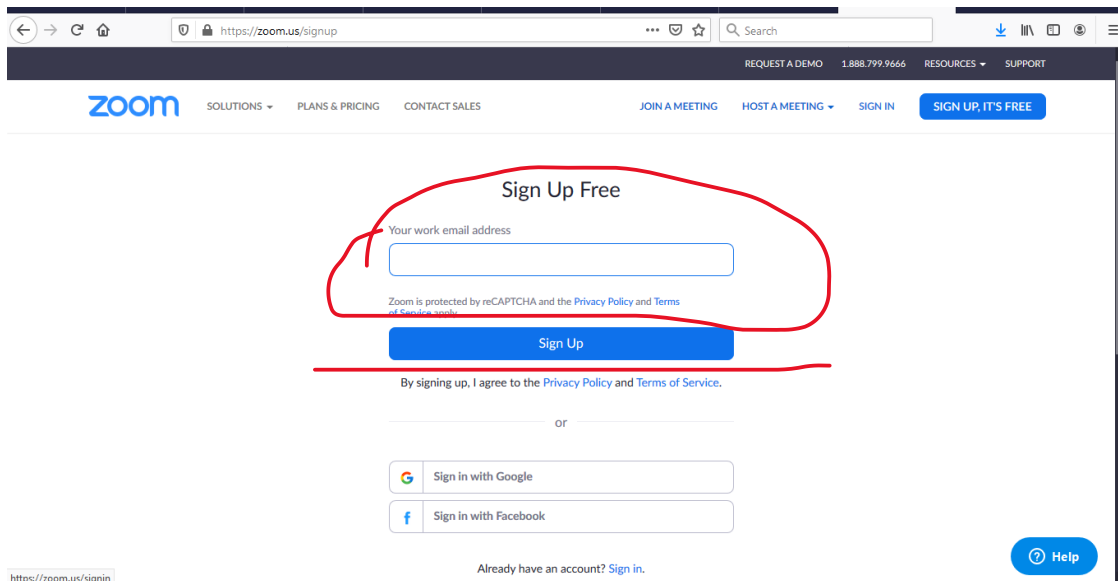 https://zoom.us/signup
Search
REQUEST A DEMO 1.888.799.9666 RESOURCES SUPPORT
zoom SOLUTIONS PLANS & PRICING CONTACT SALES JOIN A MEETING HOST A MEETING SIGN IN SIGN UP, IT'S FREE
Sign Up Free
Your work email address
Zoom is protected by reCAPTCHA and the Privacy Policy and Terms
of Service apply
Sign Up
By signing up, I agree to the Privacy Policy and Terms of Service.
or
Sign in with Google
Sign in with Facebook
Help
Already have an account? Sign in.
https://zoom.us/signin